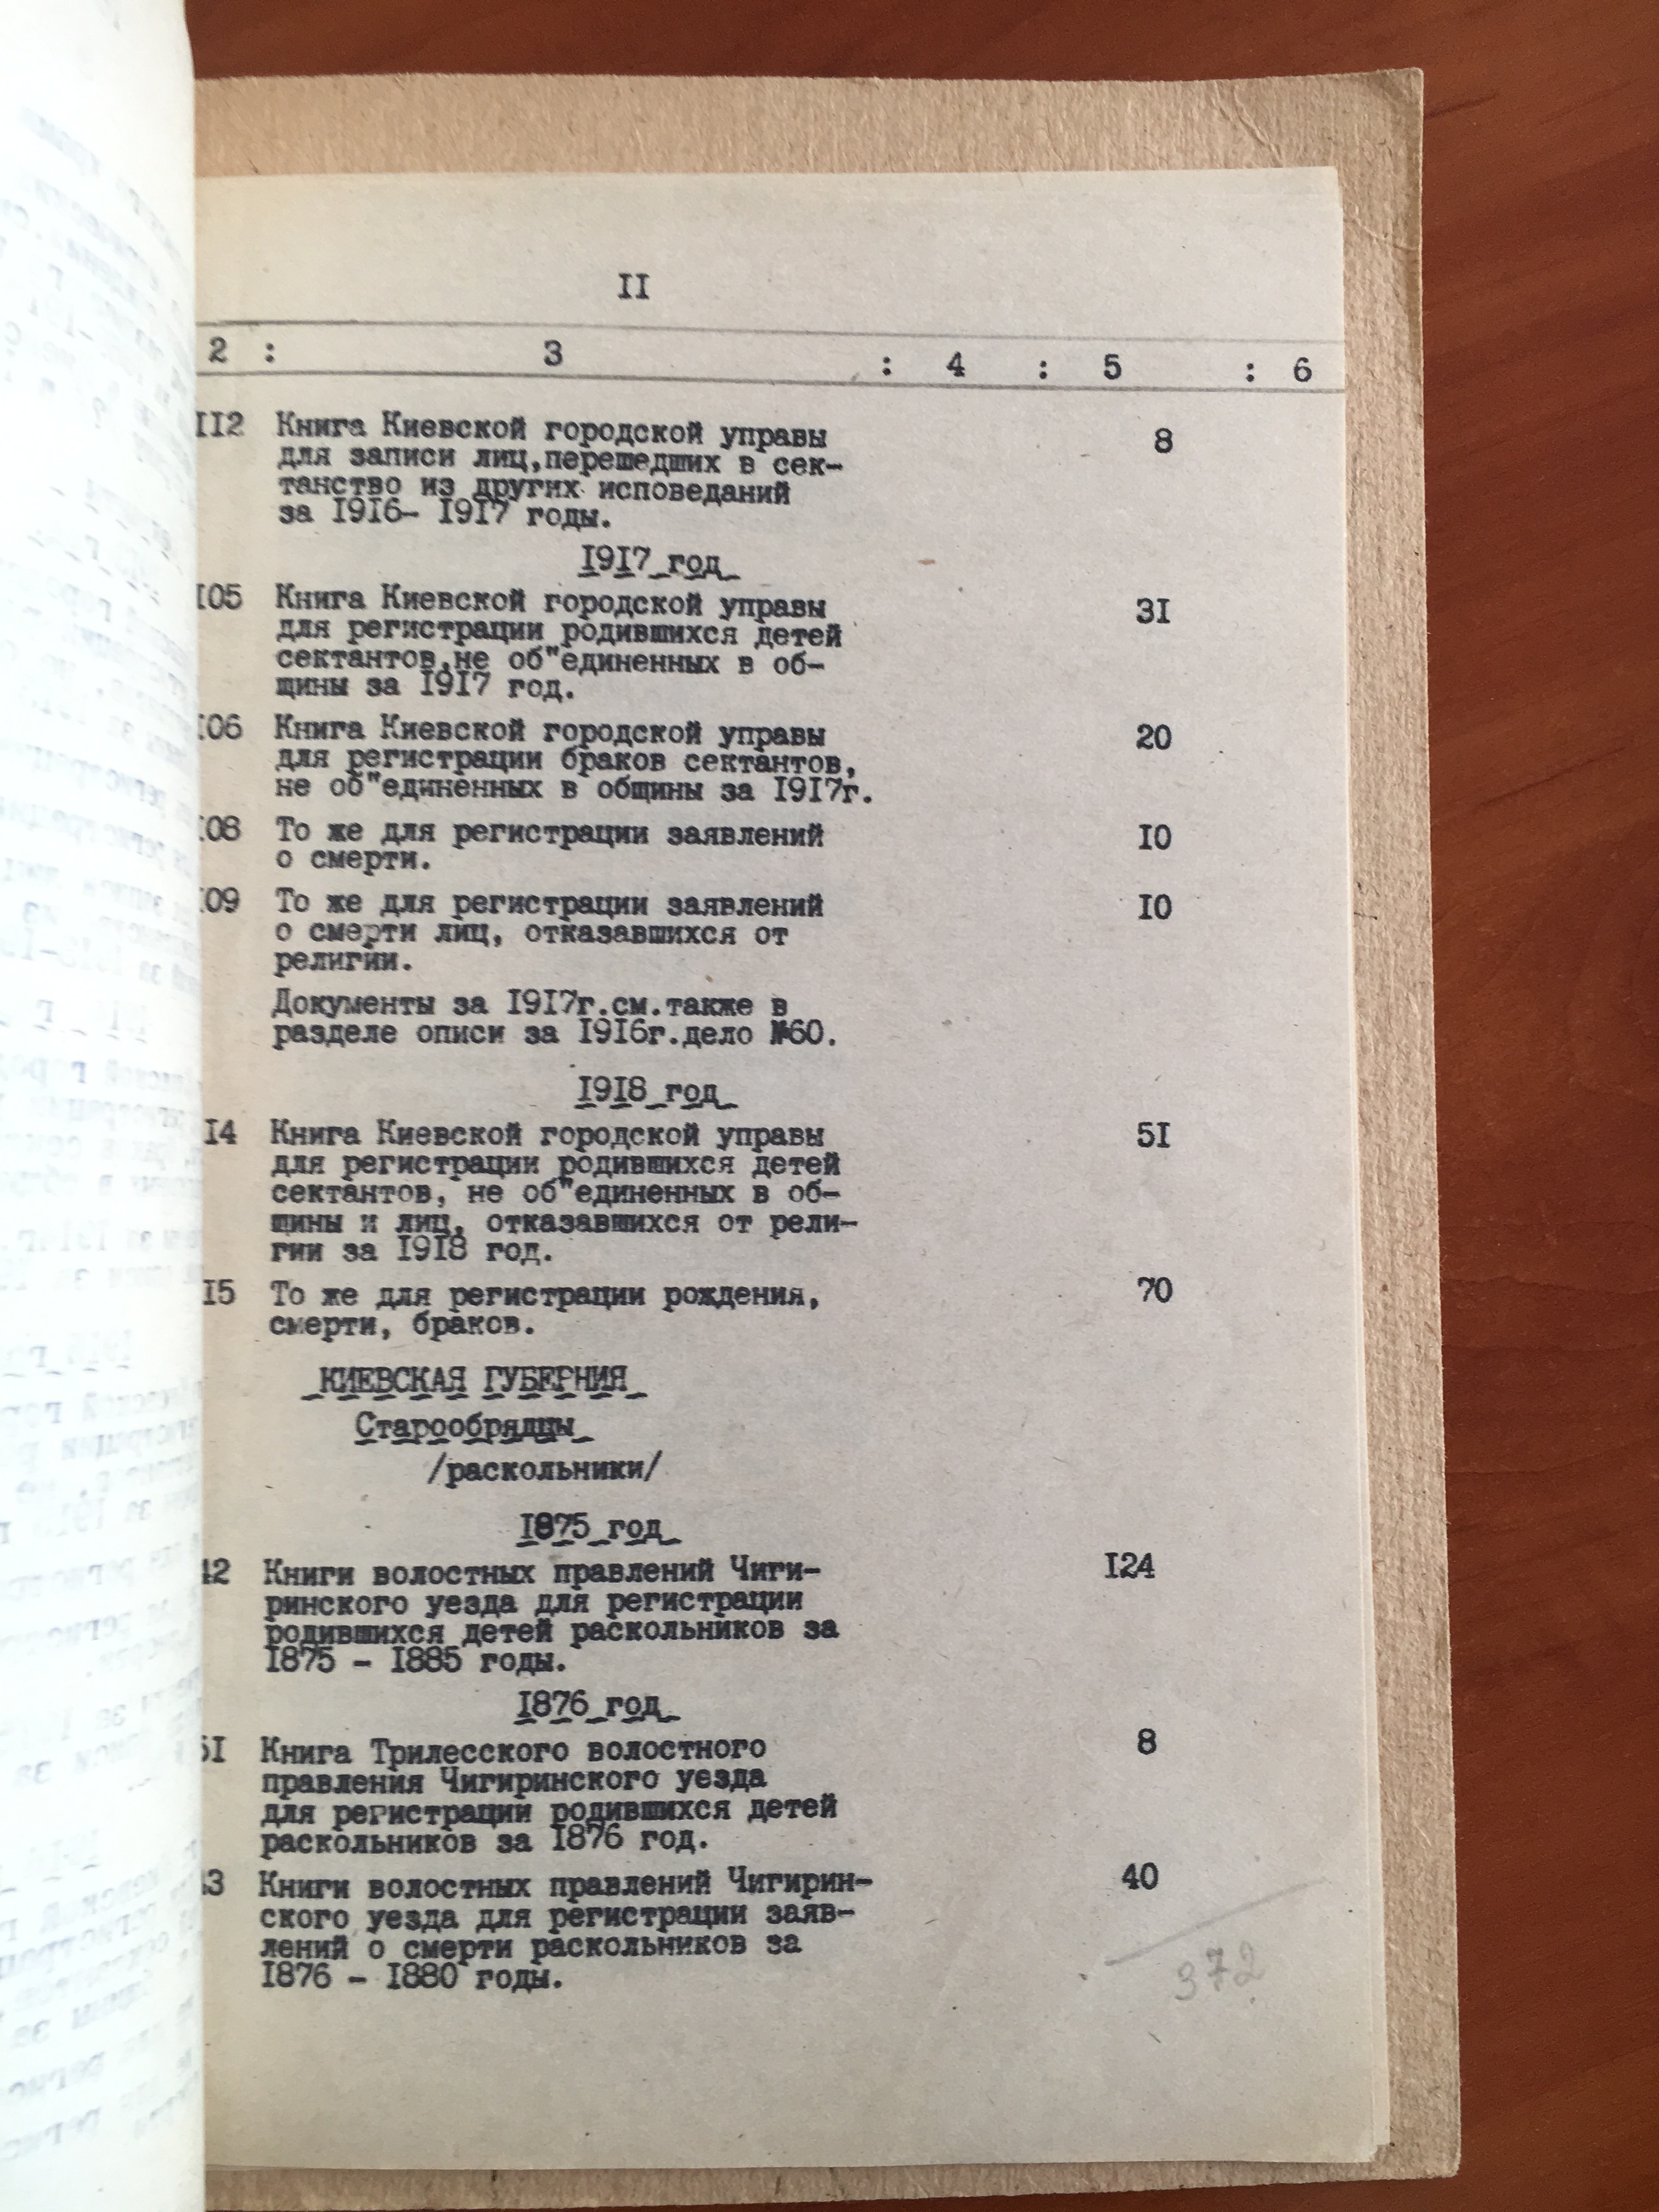 II
2 : 3 : 4 : 5 : 6
II2 Книга Киевской городской управы 8
для записи лиц,перешедших в сек-
танство из других исповеданий
за I9I6- I9I7 годы.
I9I7 год
I05 Книга Киевской городской управы 3I
для регистрации родившихся детей
сектантов,не об"единенных в об-
щины за I9I7 год.
I06 Книга Киевской городской управы 20
для регистрации браков сектантов,
не об"единенных в общины за I9I7г.
I08 То же для регистрации заявлений I0
о смерти.
I09 То же для регистрации заявлений I0
о смерти лиц, отказавшихся от
религии.
Документы за I9I7г.см.также в
разделе описи за I9I6г.дело №60.
I9I8 год
I4 Книга Киевской городской управы 5I
для регистрации родившихся детей
сектантов, не об"единенных в об-
щины и лиц, отказавшихся от рели-
гии за I9I8 год.
I5 То же для регистрации рождения, 70
смерти, браков.
КИЕВСКАЯ ГУБЕРНИЯ
Старообрядцы
/раскольники/
I875 год
42 Книги волостных правлений Чиги- I24
ринского уезда для регистрации
родившихся детей раскольников за
I875 - I885 годы.
I876 год
5I Книга Трилесского волостного 8
правления Чигиринского уезда
для регистрации родившихся детей
раскольников за I876 год.
43 Книги волостных правлений Чигирин- 40
ского уезда для регистрации заяв-
лений о смерти раскольников за
I876 - I880 годы.
372